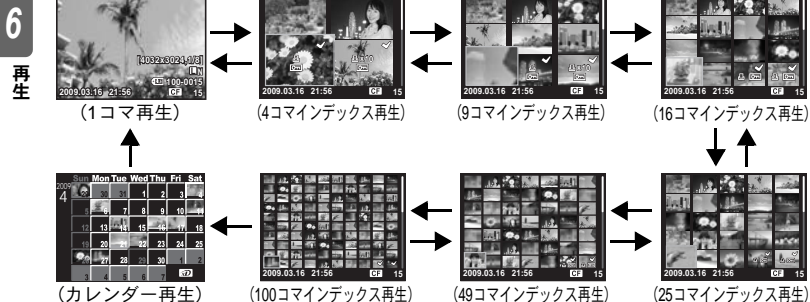 6
再生
[4032x3024,1/8]
LN
100-0015
2009.03.16 21:56 CF 15
(1コマ再生)
x10
2009.03.16 21:56 CF 15
(4コマインデックス再生)
x10
2009.03.16 21:56 CF 15
(9コマインデックス再生)
2009.03.16 21:56 CF 15
(16コマインデックス再生)
Sun Mon Tue Wed Thu Fri Sat
2009
4
30 31 1 2 3 4
5 6 7 8 9 10 11
12 13 14 15 16 17 18
19 20 21 22 23 24 25
26 27 28 29 30 1 2
3 4 5 6 7
(カレンダー再生)
2009.03.16 21:56 CF 15
(100コマインデックス再生)
2009.03.16 21:56 CF 15
(49コマインデックス再生)
2009.03.16 21:56 CF 15
(25コマインデックス再生)